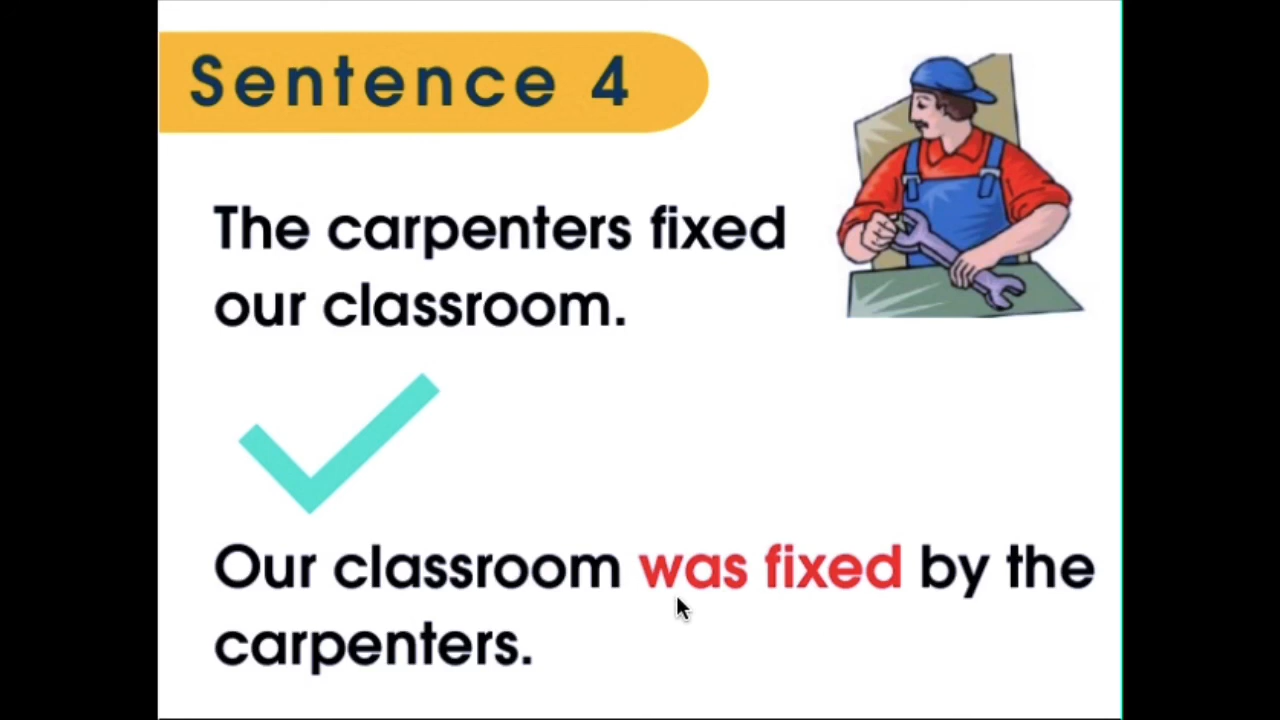 Sentence 4
The carpenters fixed
our classroom.
Our classroom was fixed by the
carpenters.